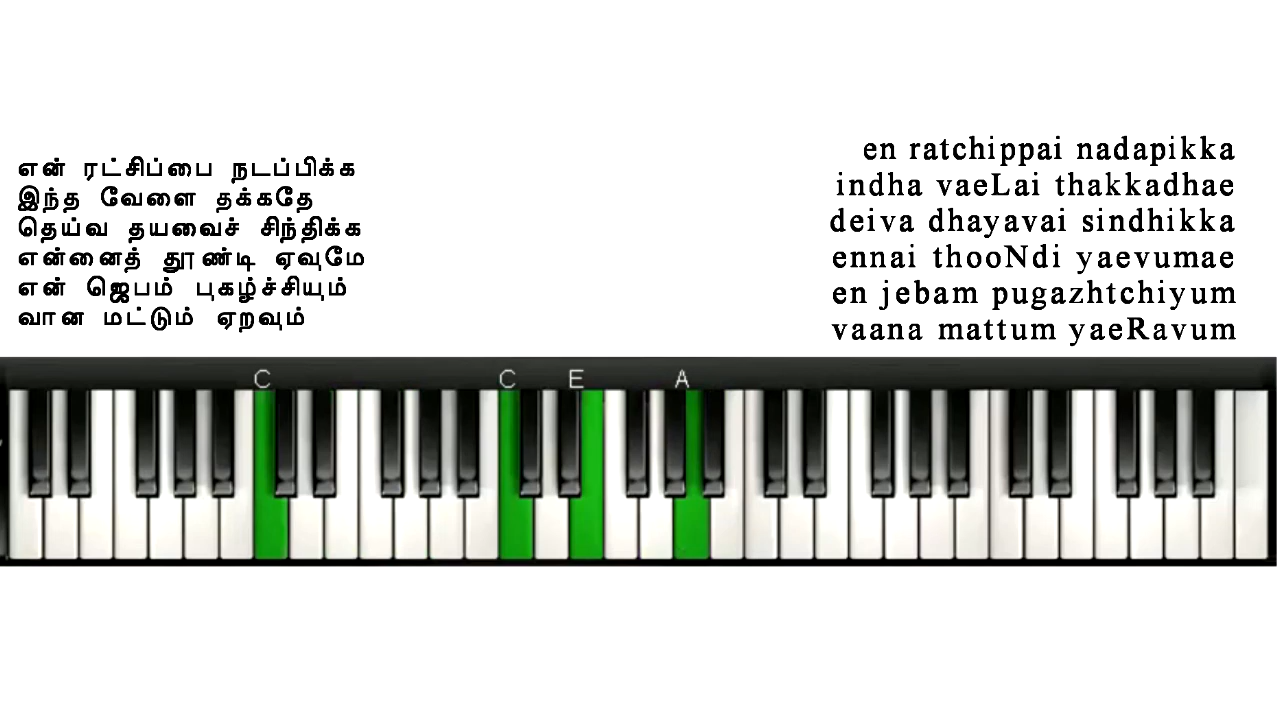 என் ரட்சிப்பை நடப்பிக்க
இந்த வேளை தக்கதே
தெய்வ தயவைச் சிந்திக்க
என்னைத் தூண்டி ஏவுமே
என் ஜெபம் புகழ்ச்சியும்
வான மட்டும் ஏறவும்
en ratchippai nadapikka
indha vaeLai thakkadhae
deiva dhayavai sindhikka
ennai thooNdi yaevumae
en jebam pugazhtchiyum
vaana mattum yaeRavum
C C E A